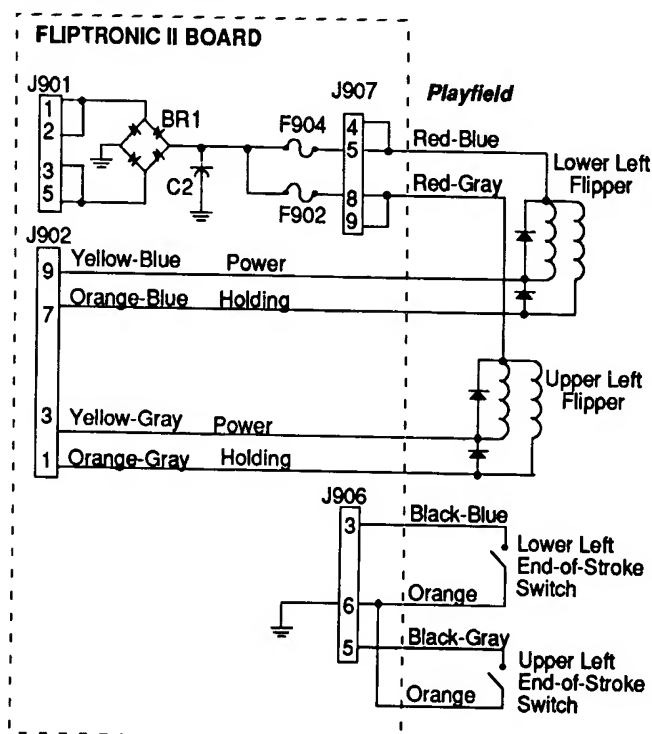 FLIPTRONIC II BOARD
J901
1
2
3
5
BR1
C2
F904
F902
J907
4
5
8
9
Playfield
Red-Blue
Red-Gray
Lower Left
Flipper
J902
9
7
3
1
Yellow-Blue Power
Orange-Blue Holding
Yellow-Gray Power
Orange-Gray Holding
Upper Left
Flipper
J906
3
6
5
Black-Blue
Orange
Black-Gray
Orange
Lower Left
End-of-Stroke
Switch
Upper Left
End-of-Stroke
Switch